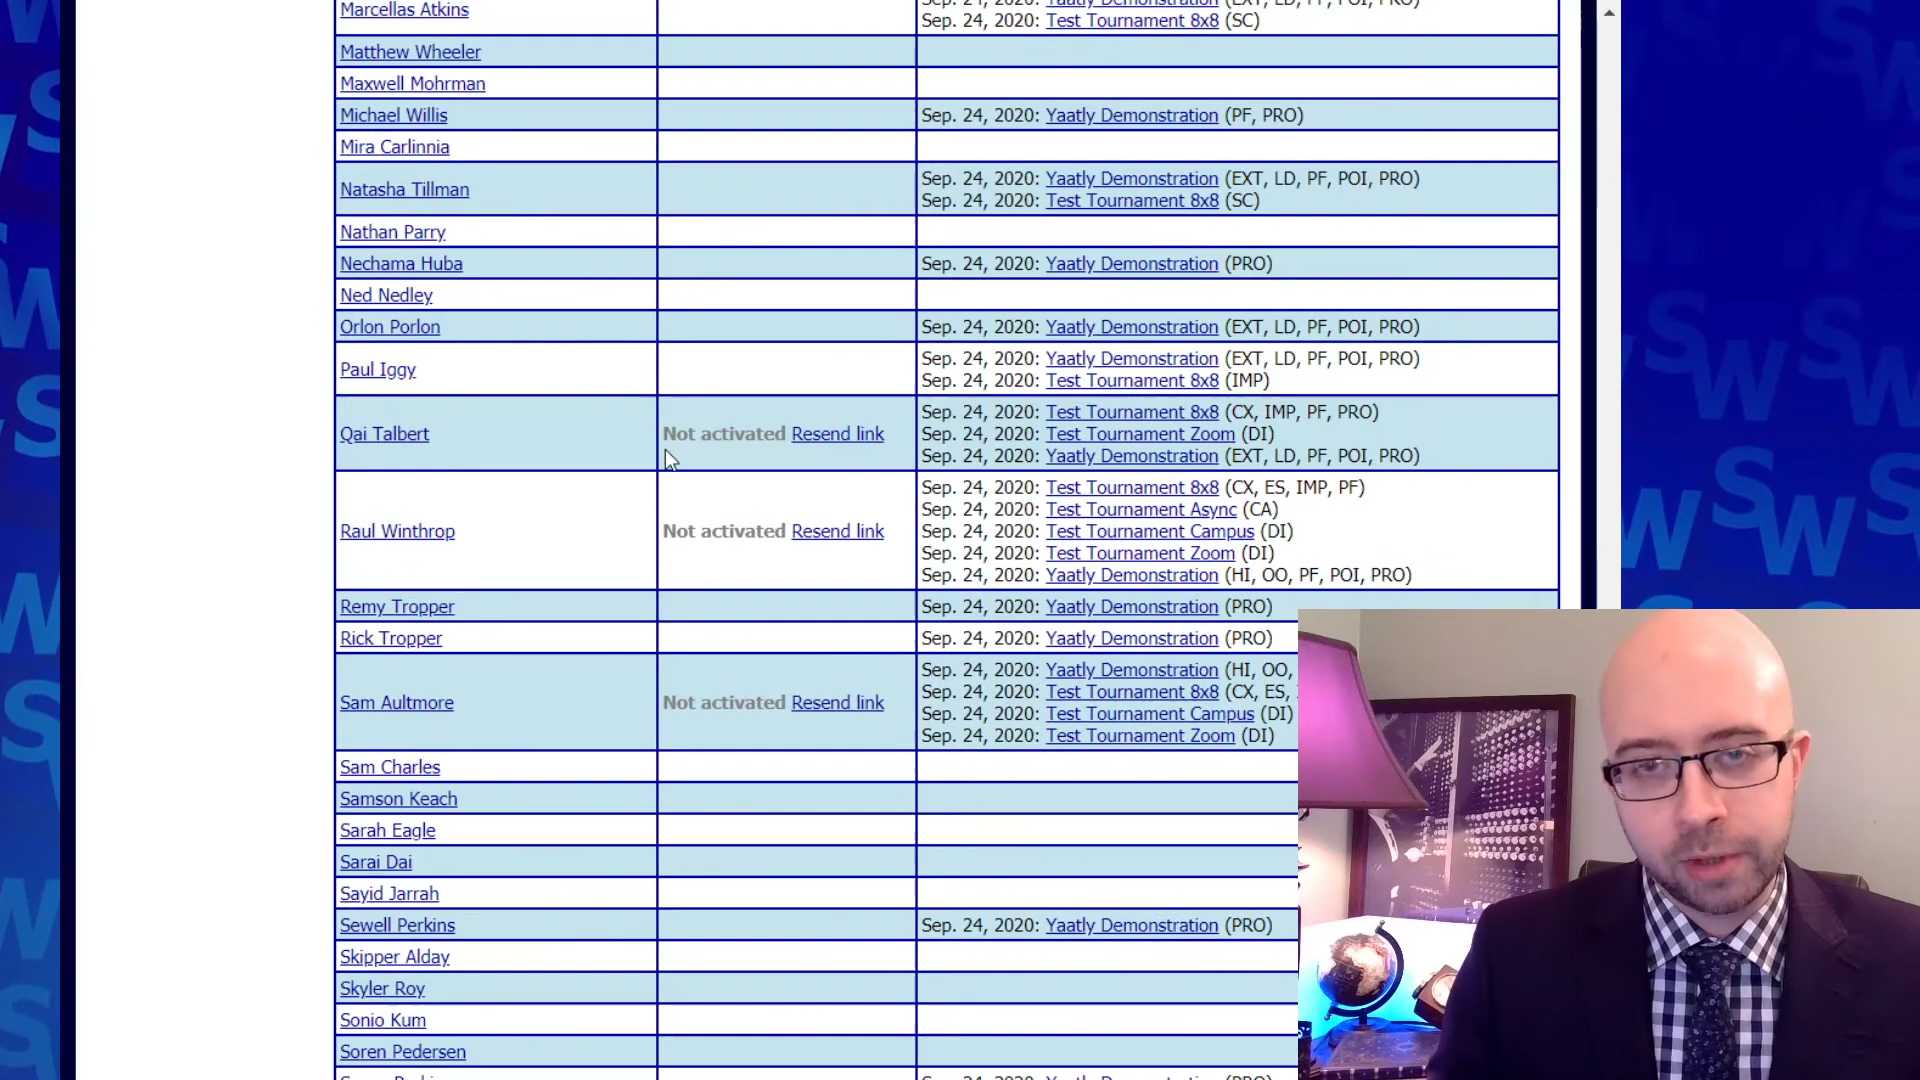 Marcellas Atkins
Sep. 24, 2020: Yaatly Demonstration (EXT, LD, PF, POI, PRO)
Sep. 24, 2020: Test Tournament 8x8 (SC)
Matthew Wheeler
Maxwell Mohrman
Michael Willis Sep. 24, 2020: Yaatly Demonstration (PF, PRO)
Mira Carlinnia
Natasha Tillman
Sep. 24, 2020: Yaatly Demonstration (EXT, LD, PF, POI, PRO)
Sep. 24, 2020: Test Tournament 8x8 (SC)
Nathan Parry
Nechama Huba Sep. 24, 2020: Yaatly Demonstration (PRO)
Ned Nedley
Orlon Porlon Sep. 24, 2020: Yaatly Demonstration (EXT, LD, PF, POI, PRO)
Paul Iggy
Sep. 24, 2020: Yaatly Demonstration (EXT, LD, PF, POI, PRO)
Sep. 24, 2020: Test Tournament 8x8 (IMP)
Qai Talbert Not activated Resend link
Sep. 24, 2020: Test Tournament 8x8 (CX, IMP, PF, PRO)
Sep. 24, 2020: Test Tournament Zoom (DI)
Sep. 24, 2020: Yaatly Demonstration (EXT, LD, PF, POI, PRO)
Raul Winthrop Not activated Resend link
Sep. 24, 2020: Test Tournament 8x8 (CX, ES, IMP, PF)
Sep. 24, 2020: Test Tournament Async (CA)
Sep. 24, 2020: Test Tournament Campus (DI)
Sep. 24, 2020: Test Tournament Zoom (DI)
Sep. 24, 2020: Yaatly Demonstration (HI, OO, PF, POI, PRO)
Remy Tropper Sep. 24, 2020: Yaatly Demonstration (PRO)
Rick Tropper Sep. 24, 2020: Yaatly Demonstration (PRO)
Sam Aultmore Not activated Resend link
Sep. 24, 2020: Yaatly Demonstration (HI, OO,
Sep. 24, 2020: Test Tournament 8x8 (CX, ES,
Sep. 24, 2020: Test Tournament Campus (DI)
Sep. 24, 2020: Test Tournament Zoom (DI)
Sam Charles
Samson Keach
Sarah Eagle
Sarai Dai
Sayid Jarrah
Sewell Perkins Sep. 24, 2020: Yaatly Demonstration (PRO)
Skipper Alday
Skyler Roy
Sonio Kum
Soren Pedersen